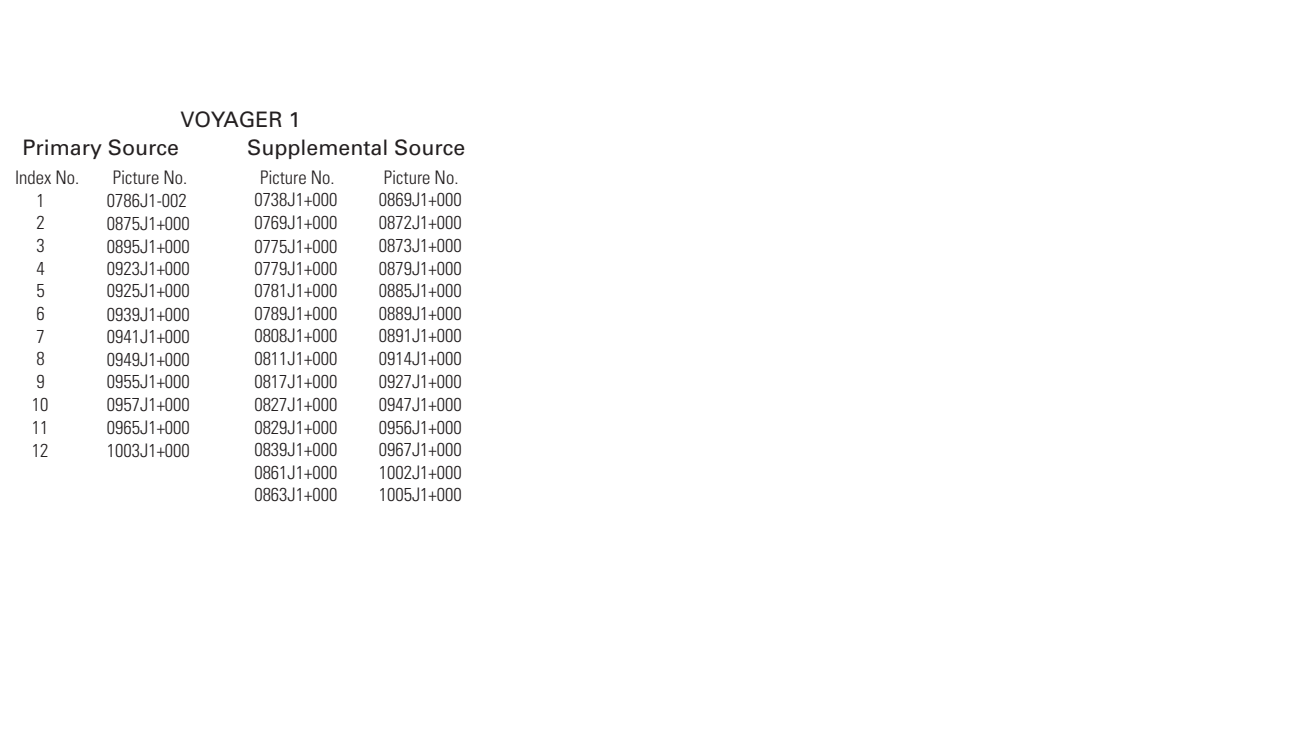 VOYAGER 1
Primary Source Supplemental Source
Index No. Picture No. Picture No. Picture No.
1 0786J1-002 0738J1+000 0869J1+000
2 0875J1+000 0769J1+000 0872J1+000
3 0895J1+000 0775J1+000 0873J1+000
4 0923J1+000 0779J1+000 0879J1+000
5 0925J1+000 0781J1+000 0885J1+000
6 0939J1+000 0789J1+000 0889J1+000
7 0941J1+000 0808J1+000 0891J1+000
8 0949J1+000 0811J1+000 0914J1+000
9 0955J1+000 0817J1+000 0927J1+000
10 0957J1+000 0827J1+000 0947J1+000
11 0965J1+000 0829J1+000 0956J1+000
12 1003J1+000 0839J1+000 0967J1+000
0861J1+000 1002J1+000
0863J1+000 1005J1+000